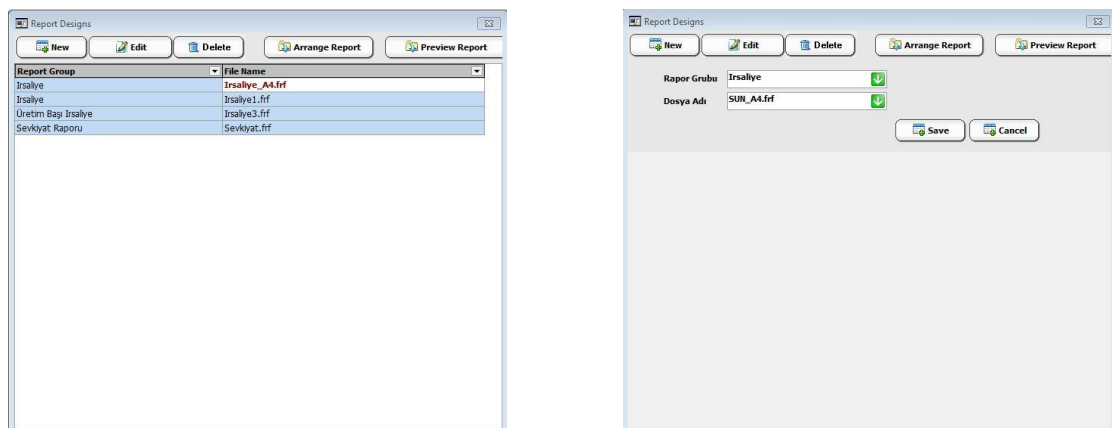 Report Designs
New Edit Delete Arrange Report Preview Report
Report Group File Name
Irsaliye Irsaliye_A4.frf
Irsaliye Irsaliye1.frf
Üretim Başı Irsaliye Irsaliye3.frf
Sevkiyat Raporu Sevkiyat.frf
Report Designs
New Edit Delete Arrange Report Preview Report
Rapor Grubu Irsaliye
Dosya Adı SUN_A4.frf
Save Cancel